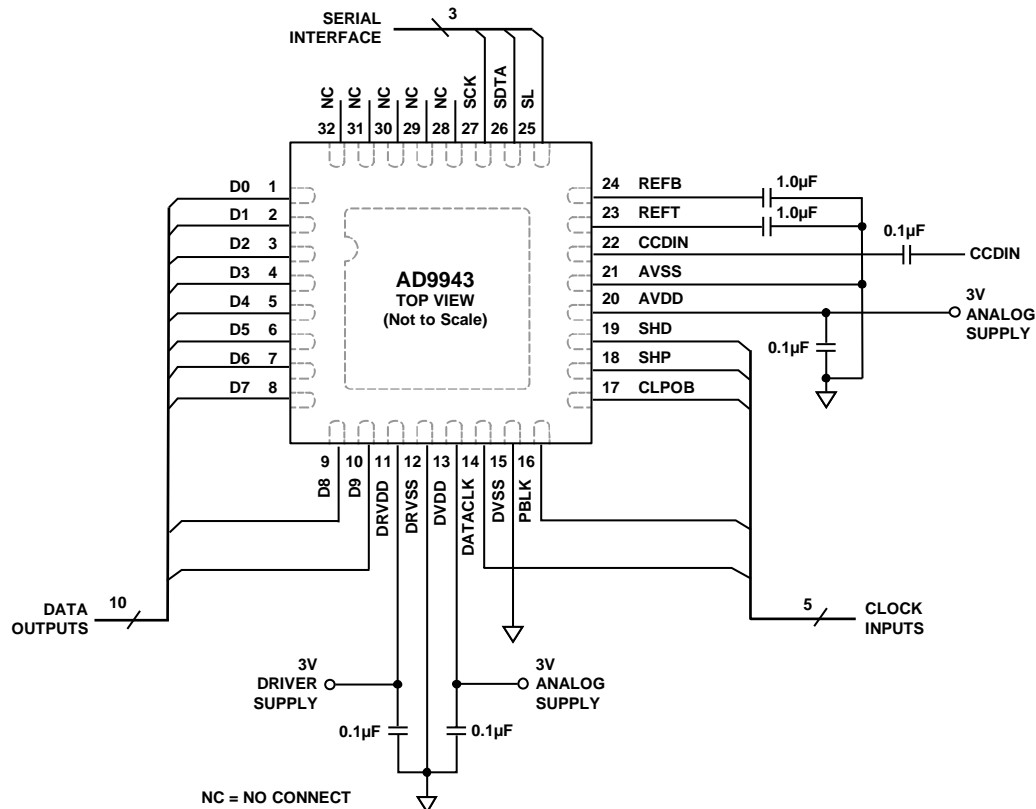 SERIAL
INTERFACE
3
NC
NC
NC
NC
NC
SCK
SDTA
SL
32
31
30
29
28
27
26
25
D0 1
D1 2
D2 3
D3 4
D4 5
D5 6
D6 7
D7 8
AD9943
TOP VIEW
(Not to Scale)
24 REFB
23 REFT
22 CCDIN
21 AVSS
20 AVDD
19 SHD
18 SHP
17 CLPOB
1.0µF
1.0µF
0.1µF
CCDIN
3V
ANALOG
SUPPLY
0.1µF
9
10
11
12
13
14
15
16
D8
D9
DRVDD
DRVSS
DVDD
DATACLK
DVSS
PBLK
DATA
OUTPUTS
10
5
CLOCK
INPUTS
3V
DRIVER
SUPPLY
3V
ANALOG
SUPPLY
0.1µF
0.1µF
NC = NO CONNECT